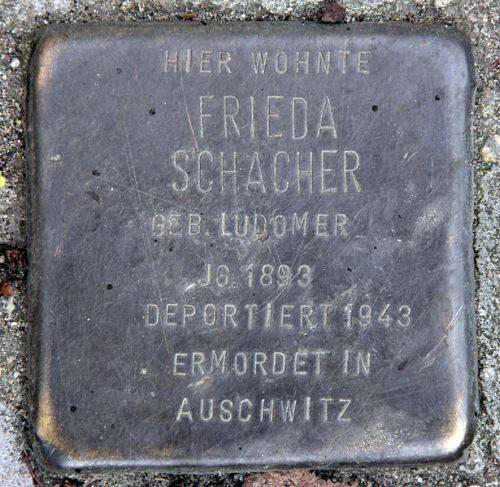 HIER WOHNTE
FRIEDA
SCHACHER
GEB. LUDOMER
JG. 1893
DEPORTIERT 1943
ERMORDET IN
AUSCHWITZ